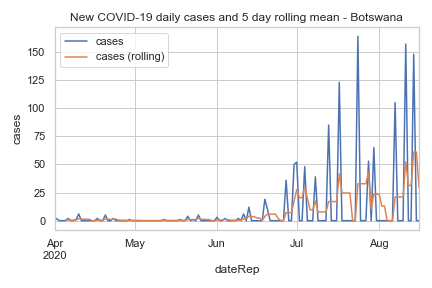 New COVID-19 daily cases and 5 day rolling mean - Botswana
cases
cases (rolling)
cases
150
125
100
75
50
25
0
Apr
2020
May
Jun
Jul
Aug
dateRep